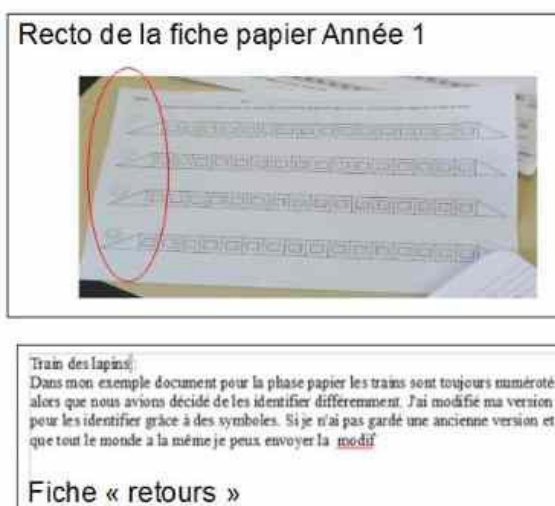 Recto de la fiche papier Année 1
Train des lapins:
Dans mon exemple document pour la phase papier les trains sont toujours numéroté
alors que nous avions décidé de les identifier différemment. J'ai modifié ma version
pour les identifier grâce à des symboles. Si je n'ai pas gardé une ancienne version et
que tout le monde a la même je peux envoyer la modif
Fiche « retours »